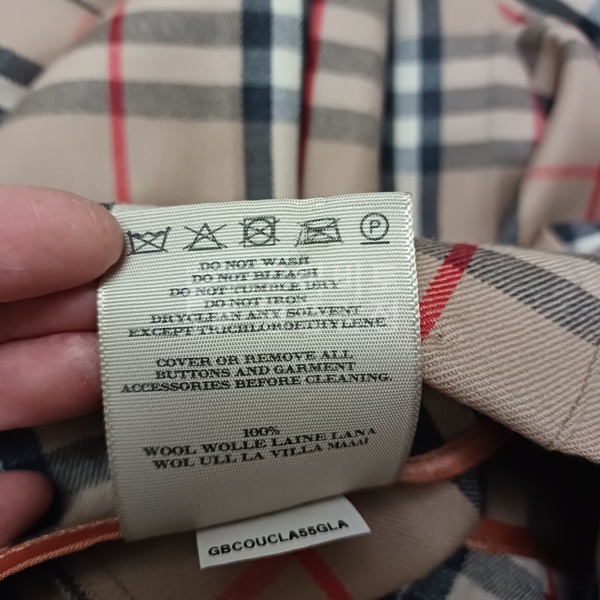 P
DO NOT WASH
DO NOT BLEACH
DO NOT TUMBLE DRY
DO NOT IRON
DRYCLEAN ANY SOLVENT
EXCEPT TRICHLOROETHYLENE
COVER OR REMOVE ALL
BUTTONS AND GARMENT
ACCESSORIES BEFORE CLEANING.
100%
WOOL WOLLE LAINE LANA
WOL ULL LA VILLA
GBCOUCLA55GLA